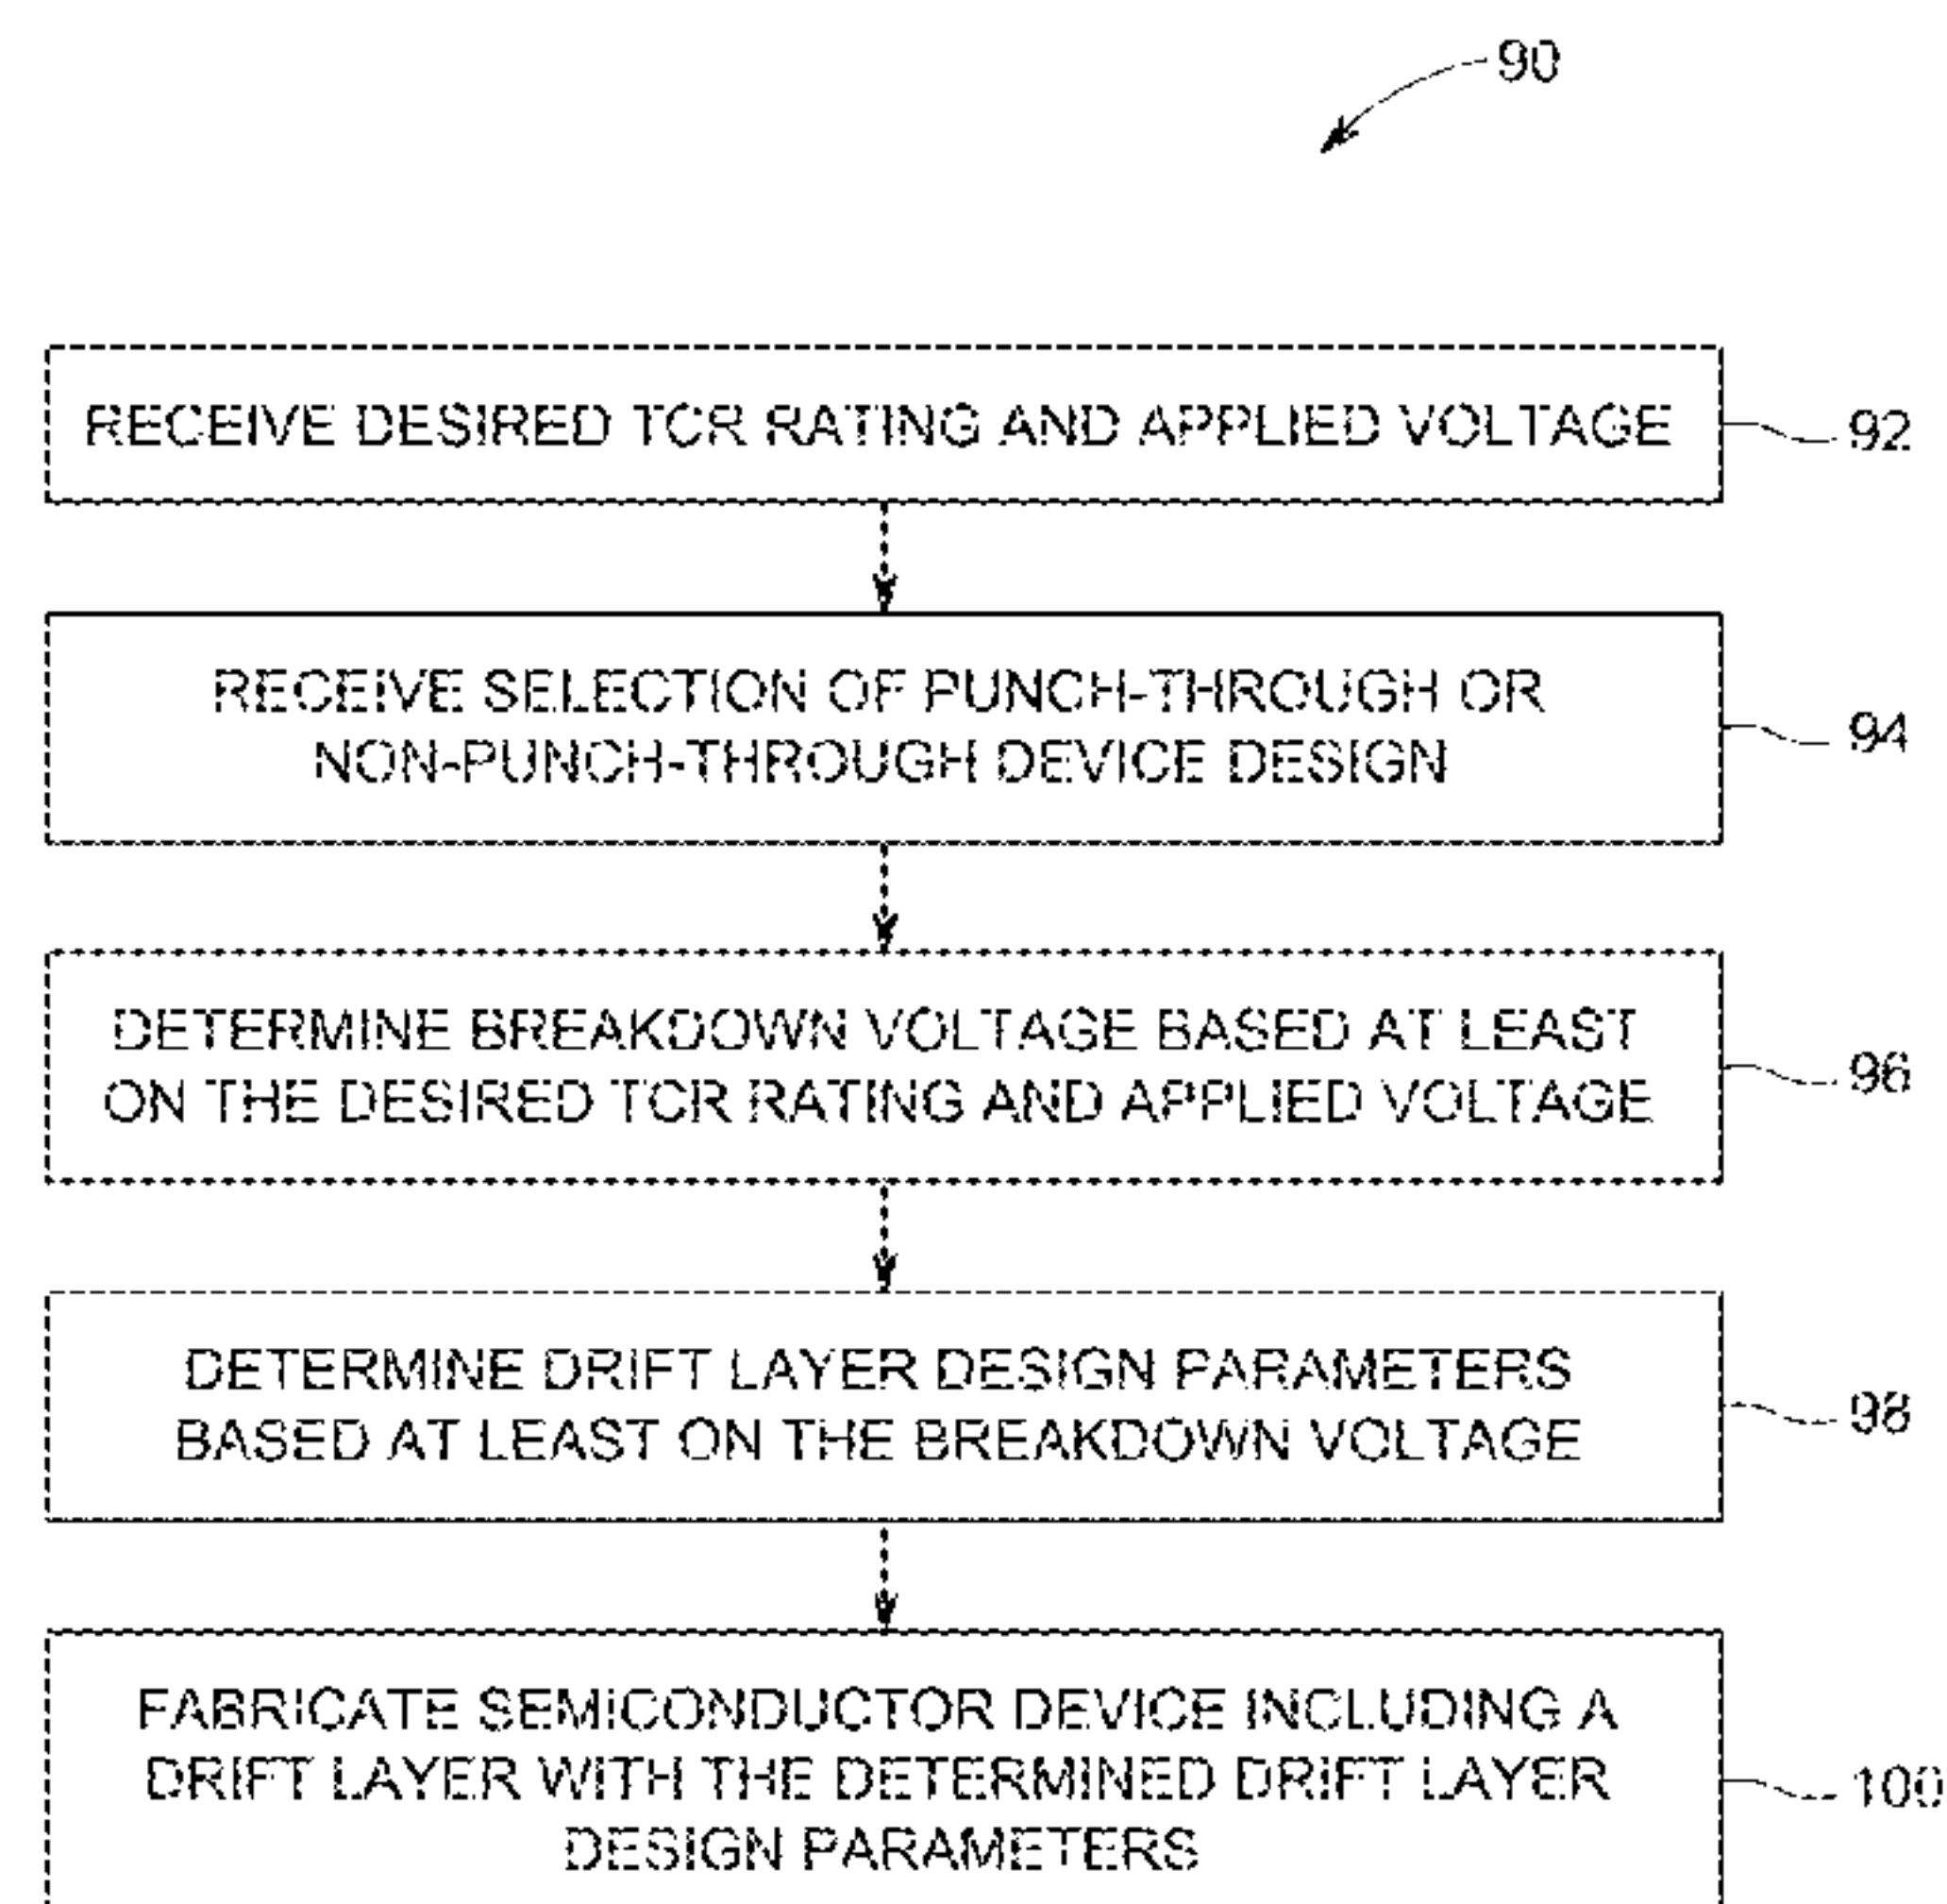 90
RECEIVE DESIRED TCR RATING AND APPLIED VOLTAGE
92
RECEIVE SELECTION OF PUNCH-THROUGH OR
NON-PUNCH-THROUGH DEVICE DESIGN
94
DETERMINE BREAKDOWN VOLTAGE BASED AT LEAST
ON THE DESIRED TCR RATING AND APPLIED VOLTAGE
96
DETERMINE DRIFT LAYER DESIGN PARAMETERS
BASED AT LEAST ON THE BREAKDOWN VOLTAGE
98
FABRICATE SEMICONDUCTOR DEVICE INCLUDING A
DRIFT LAYER WITH THE DETERMINED DRIFT LAYER
DESIGN PARAMETERS
100